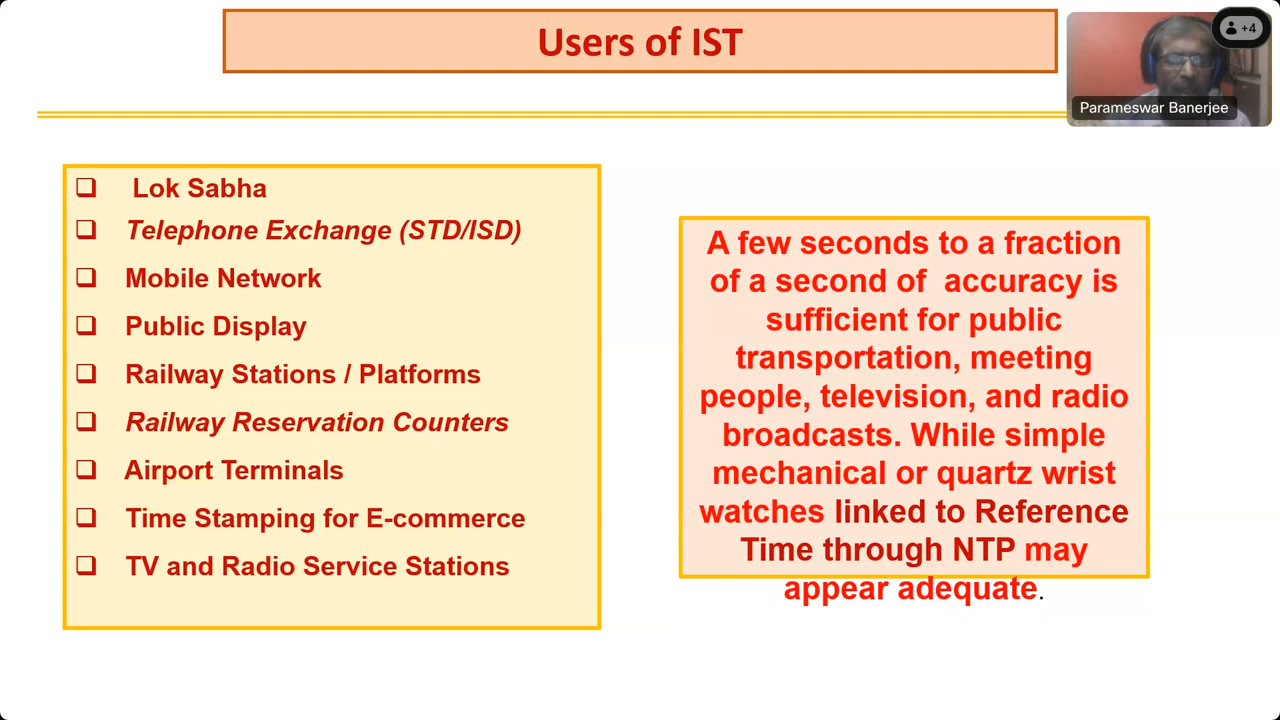 Users of IST
+4
Parameswar Banerjee
Lok Sabha
Telephone Exchange (STD/ISD)
Mobile Network
Public Display
Railway Stations / Platforms
Railway Reservation Counters
Airport Terminals
Time Stamping for E-commerce
TV and Radio Service Stations
A few seconds to a fraction
of a second of accuracy is
sufficient for public
transportation, meeting
people, television, and radio
broadcasts. While simple
mechanical or quartz wrist
watches linked to Reference
Time through NTP may
appear adequate.